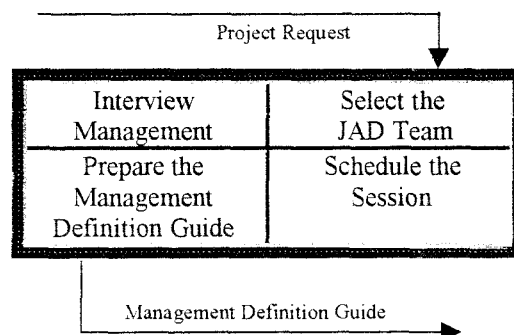 Project Request
Interview
Management
Select the
JAD Team
Prepare the
Management
Definition Guide
Schedule the
Session
Management Definition Guide